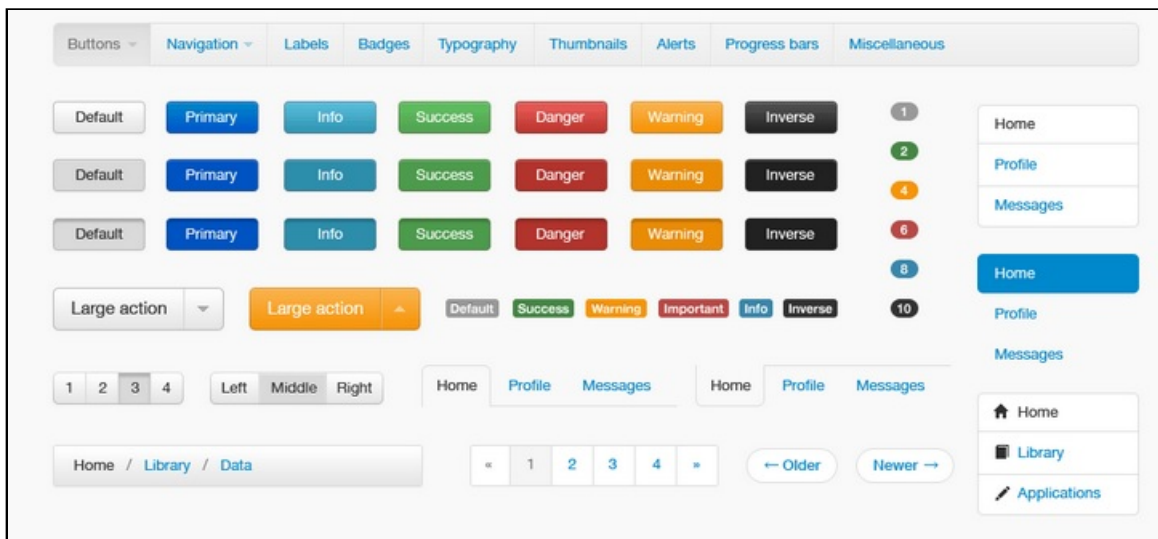 Buttons Navigation Labels Badges Typography Thumbnails Alerts Progress bars Miscellaneous
Default Primary Info Success Danger Warning Inverse 1
Home
2
Default Primary Info Success Danger Warning Inverse
Profile
4
Messages
Default Primary Info Success Danger Warning Inverse 6
8
Home
Large action Large action Default Success Warning Important Info Inverse 10
Profile
Messages
1 2 3 4 Left Middle Right Home Profile Messages Home Profile Messages
Home
Library
Home / Library / Data « 1 2 3 4 » ← Older Newer →
Applications